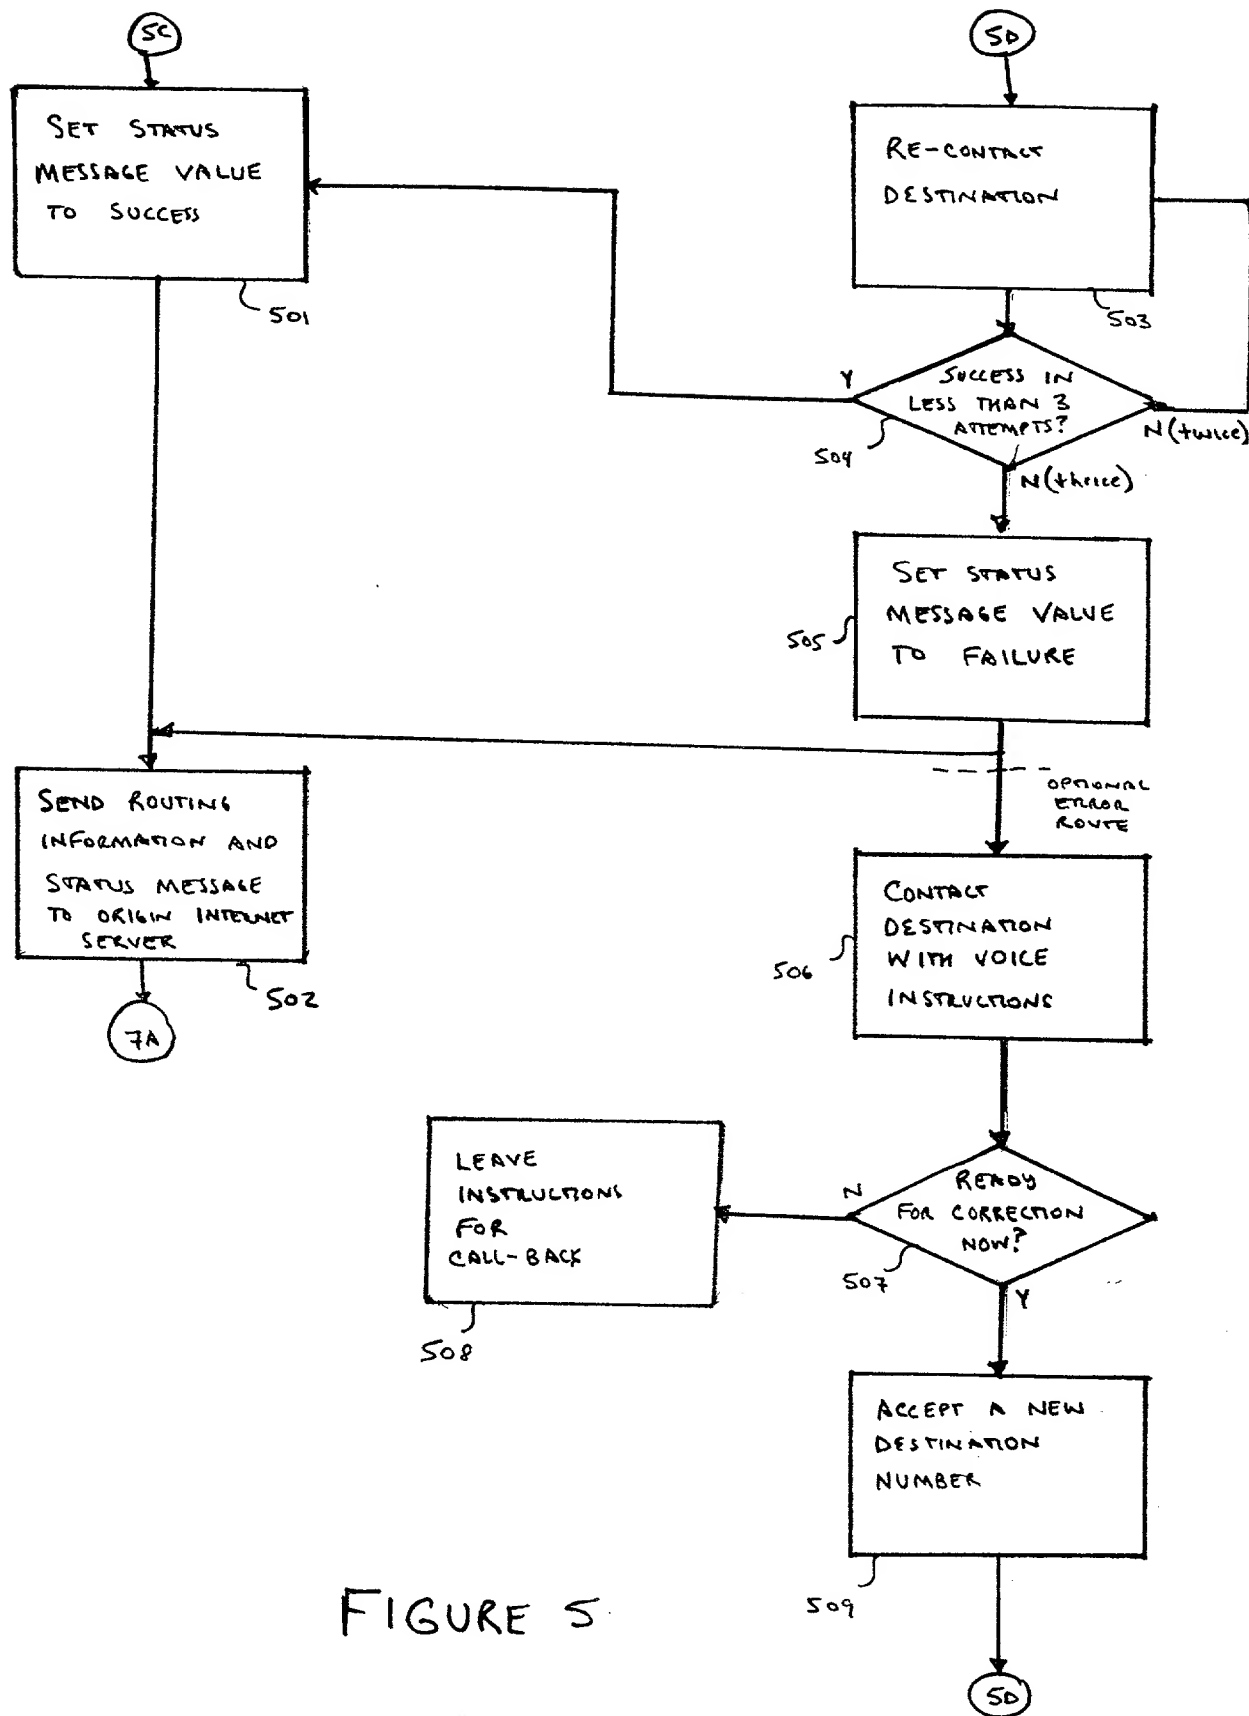 5C
SET STATUS
MESSAGE VALUE
TO SUCCESS
501
5D
RE-CONTACT
DESTINATION
503
Y
SUCCESS IN
LESS THAN 3
ATTEMPTS?
504
N(twice)
N(thrice)
SET STATUS
MESSAGE VALUE
TO FAILURE
505
OPTIONAL
ERROR
ROUTE
SEND ROUTING
INFORMATION AND
STATUS MESSAGE
TO ORIGIN INTERNET
SERVER
502
7A
CONTACT
DESTINATION
WITH VOICE
INSTRUCTIONS
506
LEAVE
INSTRUCTIONS
FOR
CALL-BACK
508
N
READY
FOR CORRECTION
NOW?
507
Y
ACCEPT A NEW
DESTINATION
NUMBER
509
5D
FIGURE 5